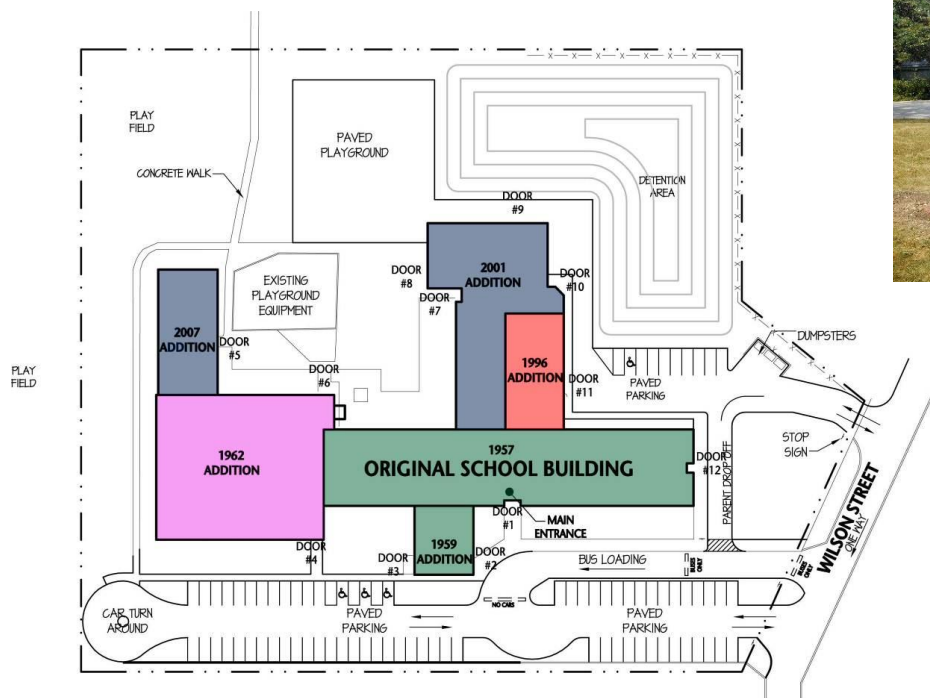 PLAY
FIELD
PAVED
PLAYGROUND
CONCRETE WALK
DETENTION
AREA
DOOR
#9
2001
ADDITION
DOOR
#8
DOOR
#7
DOOR
#10
EXISTING
PLAYGROUND
EQUIPMENT
2007
ADDITION
DOOR
#5
DUMPSTERS
PLAY
FIELD
DOOR
#6
1996
ADDITION
DOOR
#11
PAVED
PARKING
1962
ADDITION
1957
ORIGINAL SCHOOL BUILDING
DOOR
#12
PARENT DROP OFF
STOP
SIGN
WILSON STREET
ONE WAY
DOOR
#1
MAIN
ENTRANCE
1959
ADDITION
DOOR
#4
DOOR
#3
DOOR
#2
BUS LOADING
BUSES
ONLY
BUSES
ONLY
CAR TURN
AROUND
PAVED
PARKING
NO CARS
PAVED
PARKING